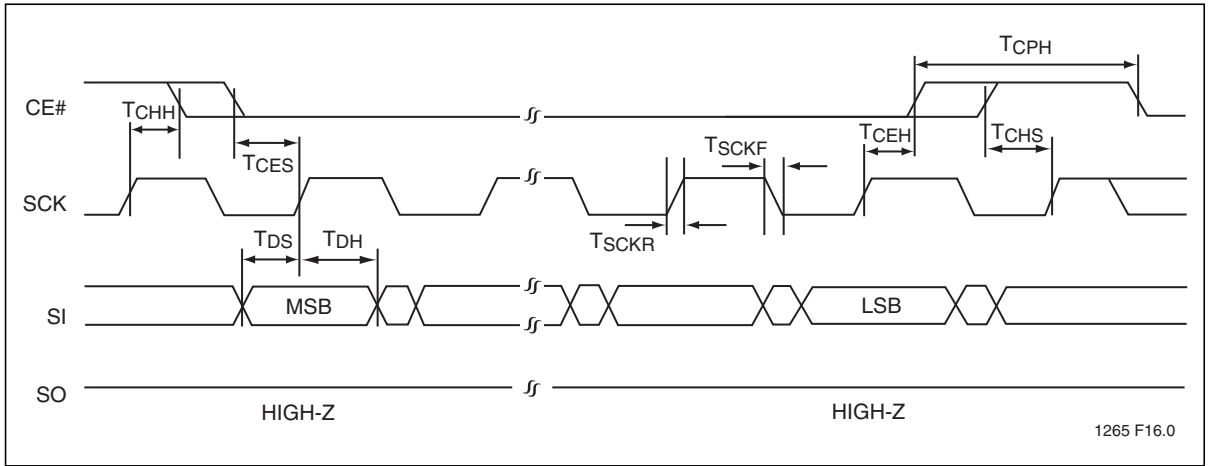 TCPH
CE#
TCHH
TCES
TSCKF
TCEH
TCHS
SCK
TSCKR
TDS
TDH
SI
MSB
LSB
SO
HIGH-Z
HIGH-Z
1265 F16.0